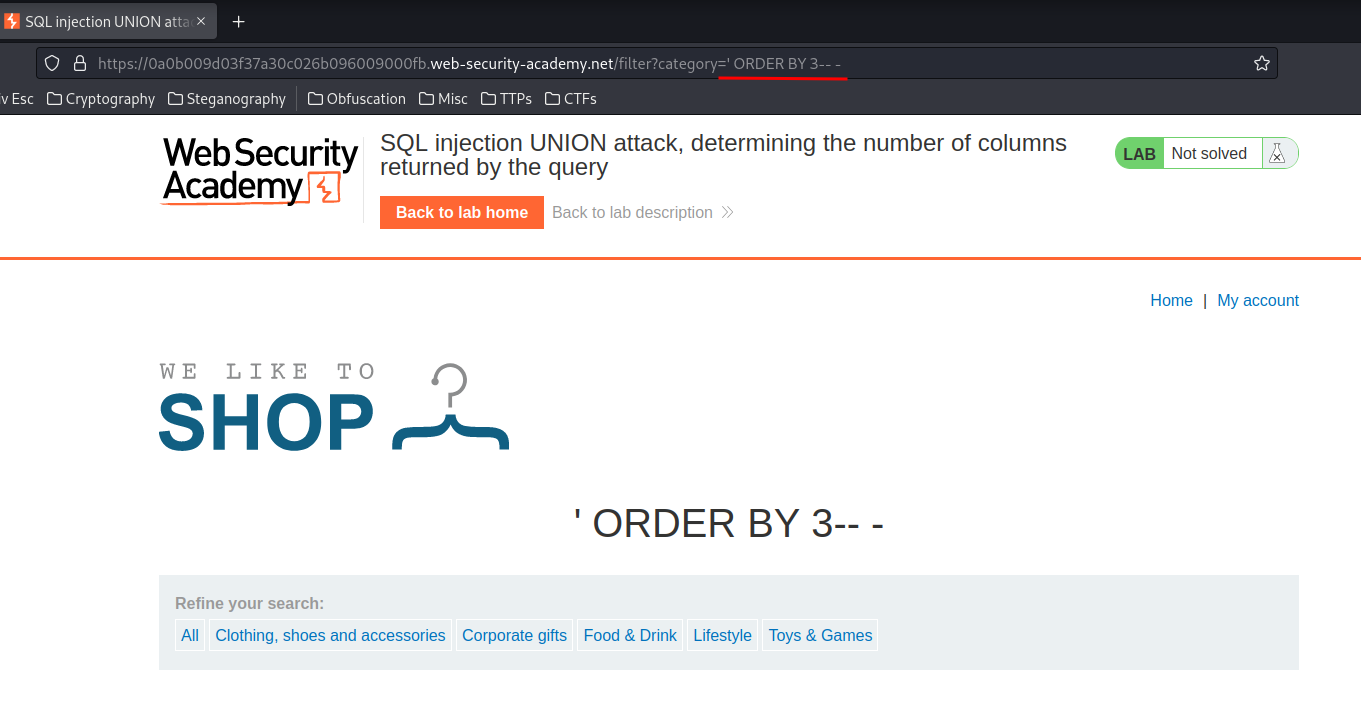 SQL injection UNION atta
https://0a0b009d03f37a30c026b096009000fb.web-security-academy.net/filter?category=' ORDER BY 3-- -
iv Esc Cryptography Steganography Obfuscation Misc TTPs CTFs
WebSecurity
Academy
SQL injection UNION attack, determining the number of columns
returned by the query
LAB Not solved
Back to lab home Back to lab description
Home | My account
WE LIKE TO
SHOP
' ORDER BY 3-- -
Refine your search:
All Clothing, shoes and accessories Corporate gifts Food & Drink Lifestyle Toys & Games